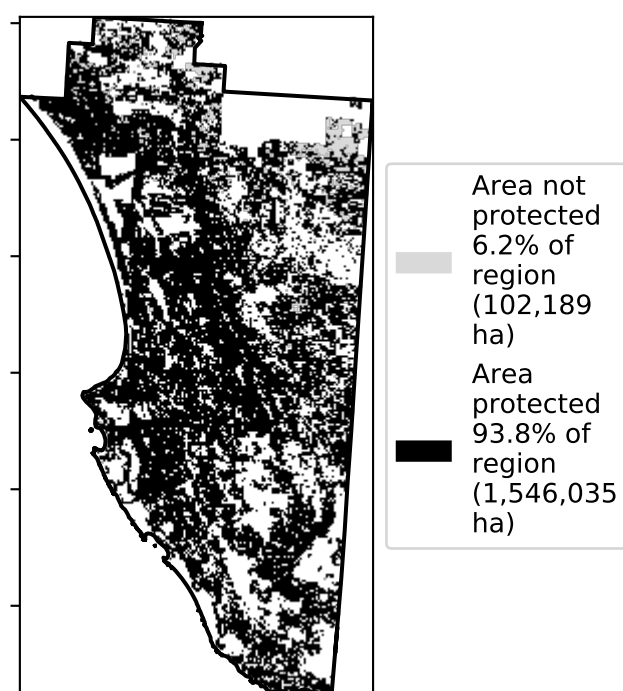 Area not
protected
6.2% of
region
(102,189
ha)
Area
protected
93.8% of
region
(1,546,035
ha)